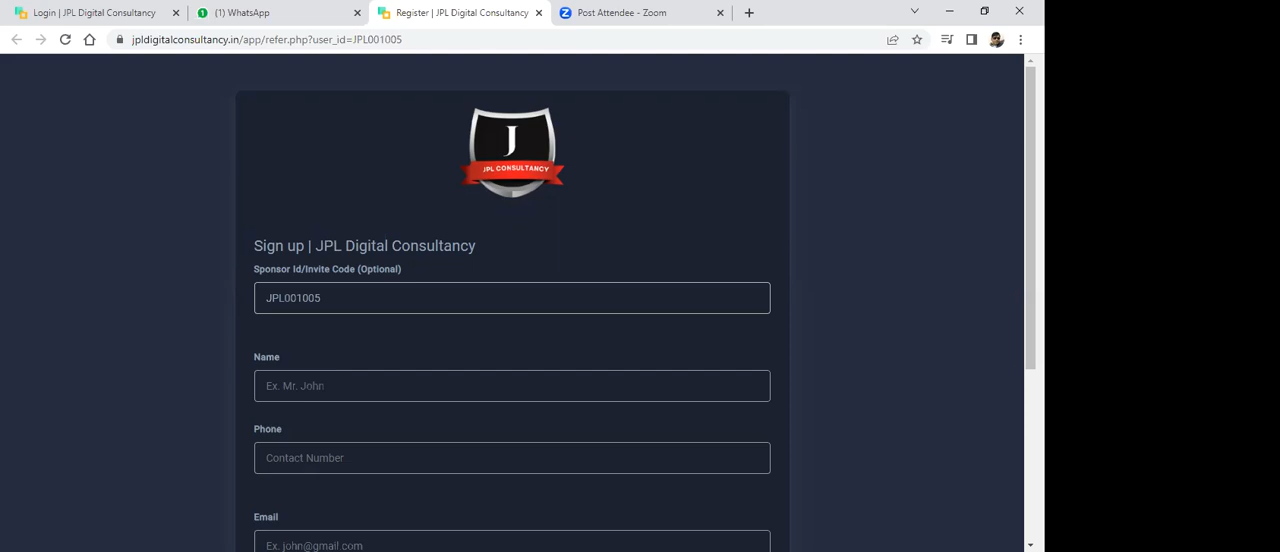 Login | JPL Digital Consultancy
(1) WhatsApp
Register | JPL Digital Consultancy
Post Attendee - Zoom
jpldigitalconsultancy.in/app/refer.php?user_id=JPL001005
J
JPL CONSULTANCY
Sign up | JPL Digital Consultancy
Sponsor Id/Invite Code (Optional)
JPL001005
Name
Ex. Mr. John
Phone
Contact Number
Email
Ex. john@gmail.com